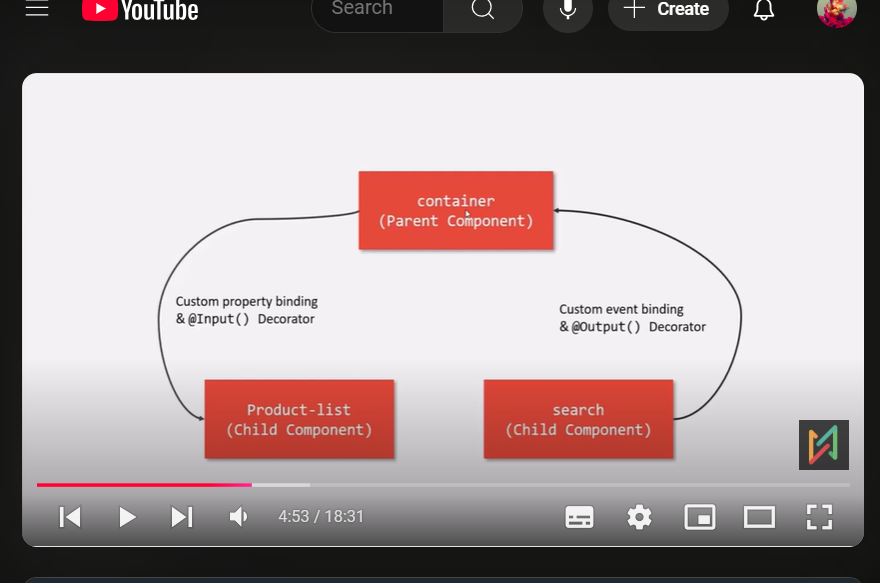 YouTube
Search
Create
container
(Parent Component)
Custom property binding
& @Input() Decorator
Custom event binding
& @Output() Decorator
Product-list
(Child Component)
search
(Child Component)
4:53 / 18:31